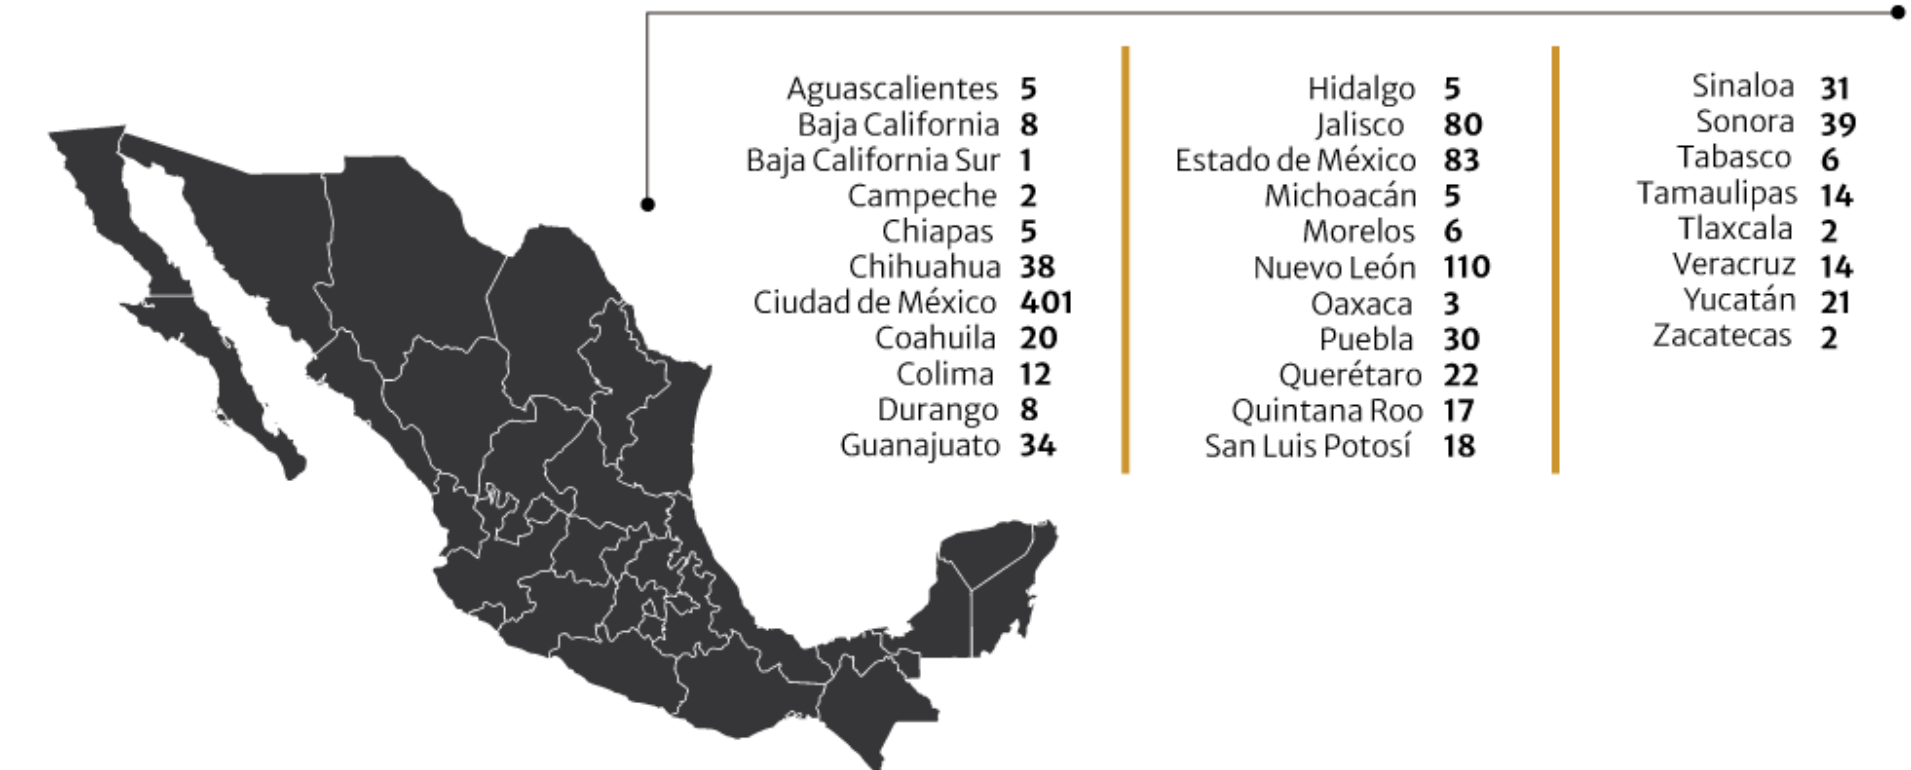 Aguascalientes 5
Baja California 8
Baja California Sur 1
Campeche 2
Chiapas 5
Chihuahua 38
Ciudad de México 401
Coahuila 20
Colima 12
Durango 8
Guanajuato 34
Hidalgo 5
Jalisco 80
Estado de México 83
Michoacán 5
Morelos 6
Nuevo León 110
Oaxaca 3
Puebla 30
Querétaro 22
Quintana Roo 17
San Luis Potosí 18
Sinaloa 31
Sonora 39
Tabasco 6
Tamaulipas 14
Tlaxcala 2
Veracruz 14
Yucatán 21
Zacatecas 2